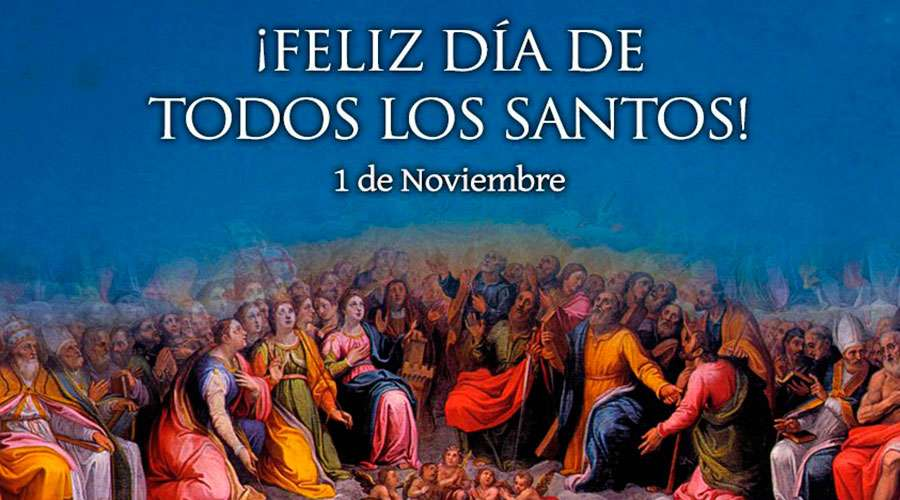 ¡FELIZ DÍA DE
TODOS LOS SANTOS!
1 de Noviembre